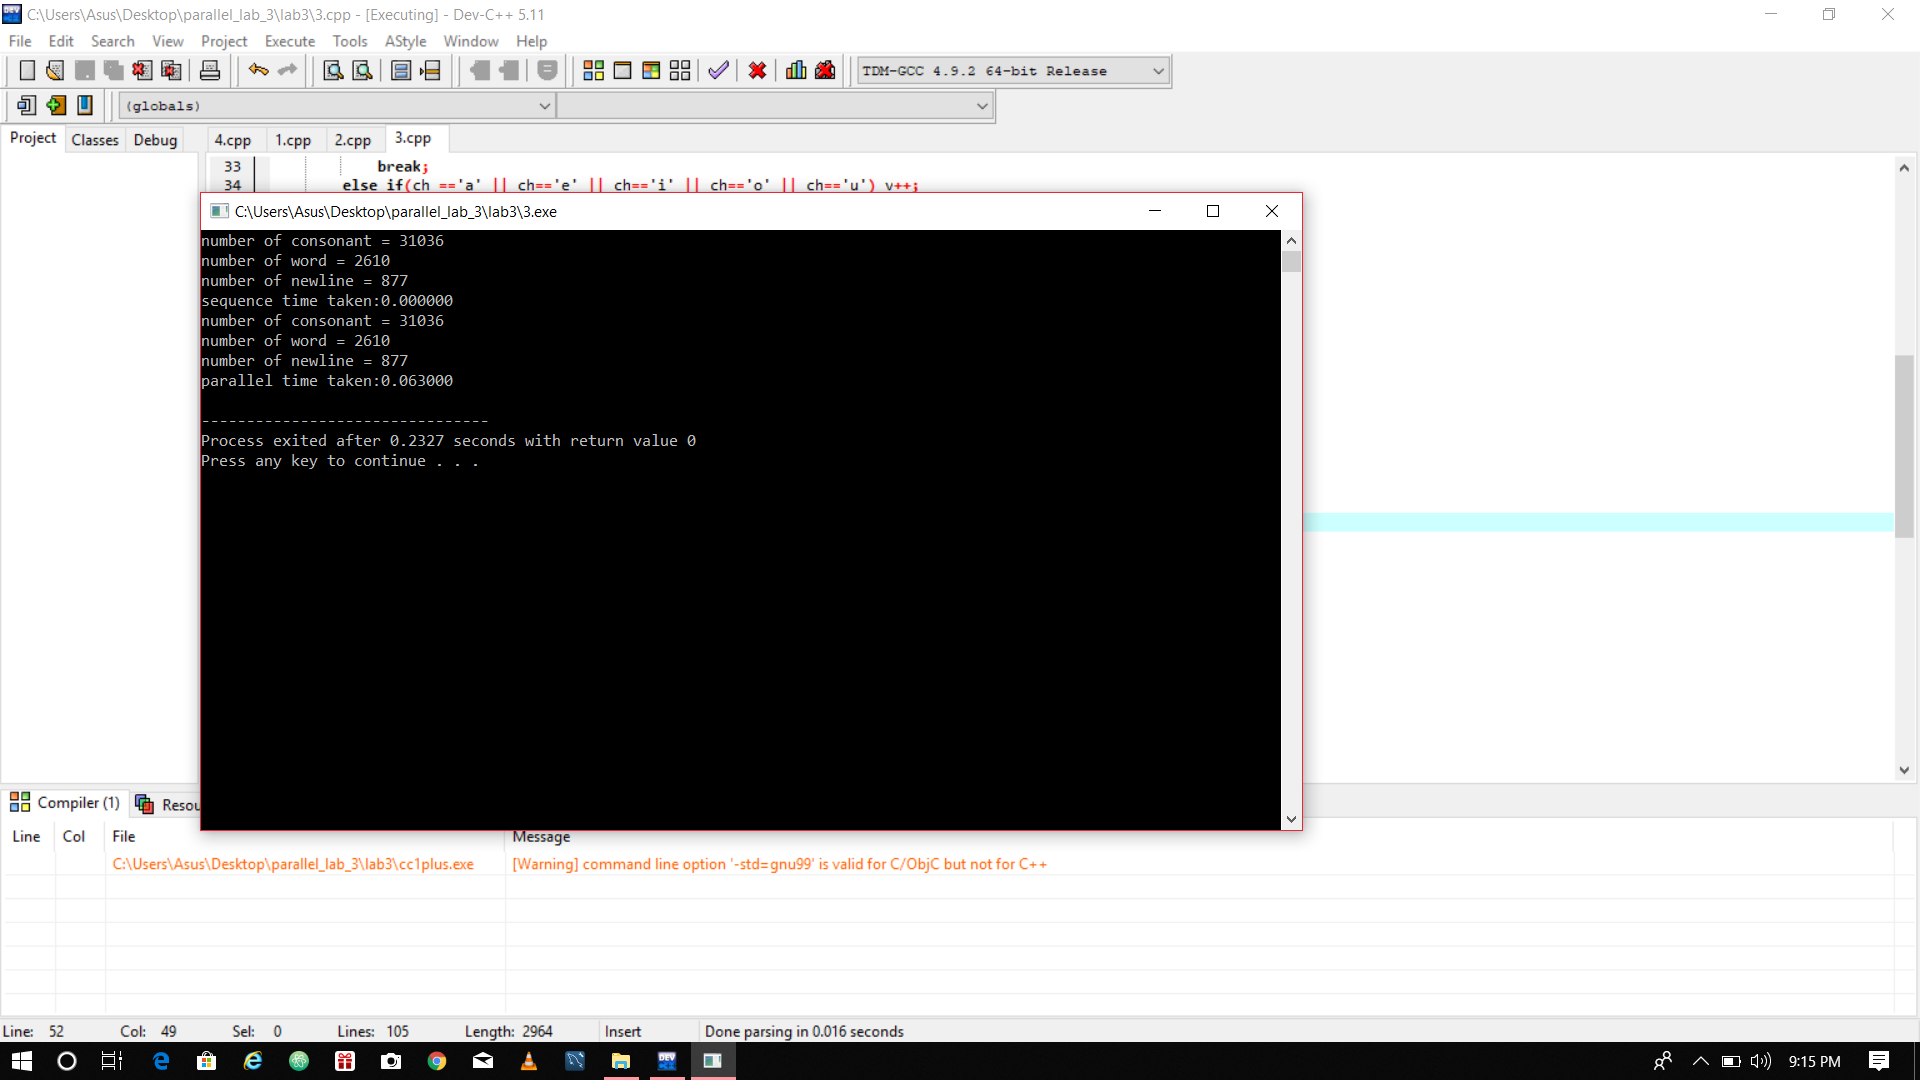 C:\Users\Asus\Desktop\parallel_lab_3\lab3\3.cpp - [Executing] - Dev-C++ 5.11
File Edit Search View Project Execute Tools AStyle Window Help
TDM-GCC 4.9.2 64-bit Release
(globals)
Project Classes Debug 4.cpp 1.cpp 2.cpp 3.cpp
33 break;
34 else if(ch =='a' || ch=='e' || ch=='i' || ch=='o' || ch=='u') v++;
C:\Users\Asus\Desktop\parallel_lab_3\lab3\3.exe
number of consonant = 31036
number of word = 2610
number of newline = 877
sequence time taken:0.000000
number of consonant = 31036
number of word = 2610
number of newline = 877
parallel time taken:0.063000
--------------------------------
Process exited after 0.2327 seconds with return value 0
Press any key to continue . . .
Compiler (1) Resou
Line Col File Message
C:\Users\Asus\Desktop\parallel_lab_3\lab3\cc1plus.exe [Warning] command line option '-std=gnu99' is valid for C/ObjC but not for C++
Line: 52 Col: 49 Sel: 0 Lines: 105 Length: 2964 Insert Done parsing in 0.016 seconds
DEV 9:15 PM